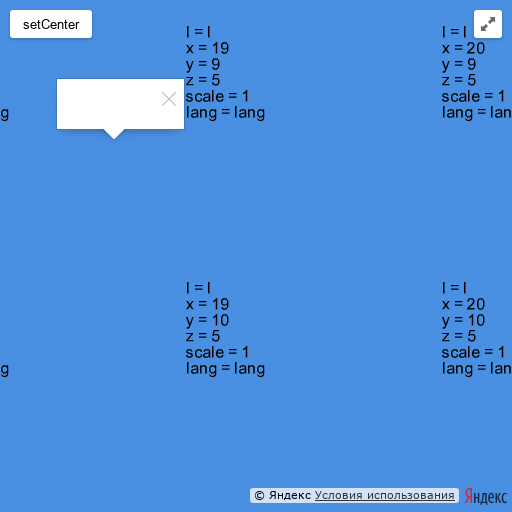 setCenter
l = l
x = 19
y = 9
z = 5
scale = 1
lang = lang
l = l
x = 20
y = 9
z = 5
scale = 1
lang = lan
g
l = l
x = 19
y = 10
z = 5
scale = 1
lang = lang
l = l
x = 20
y = 10
z = 5
scale = 1
lang = lan
g
© Яндекс Условия использования
Яндекс